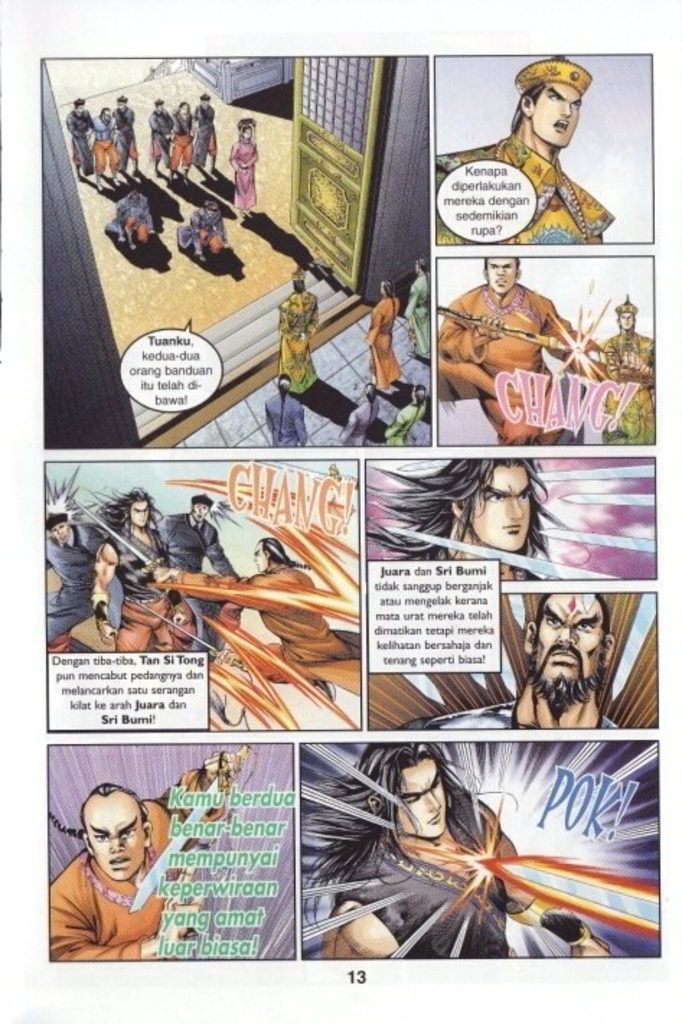 Tuanku,
kedua-dua
orang banduan
itu telah di-
bawa!
Kenapa
diperlakukan
mereka dengan
sedemikian
rupa?
CHANG!
CHANG!
Dengan tiba-tiba, Tan Si Tong
pun mencabut pedangnya dan
melancarkan satu serangan
kilat ke arah Juara dan
Sri Bumi!
Juara dan Sri Bumi
tidak sanggup berganjak
atau mengelak kerana
mata urat mereka telah
dimatikan tetapi mereka
kelihatan bersahaja dan
tenang seperti biasa!
Kamu berdua
benar-benar
mempunyai
keperwiraan
yang amat
luar biasa!
POK!
13